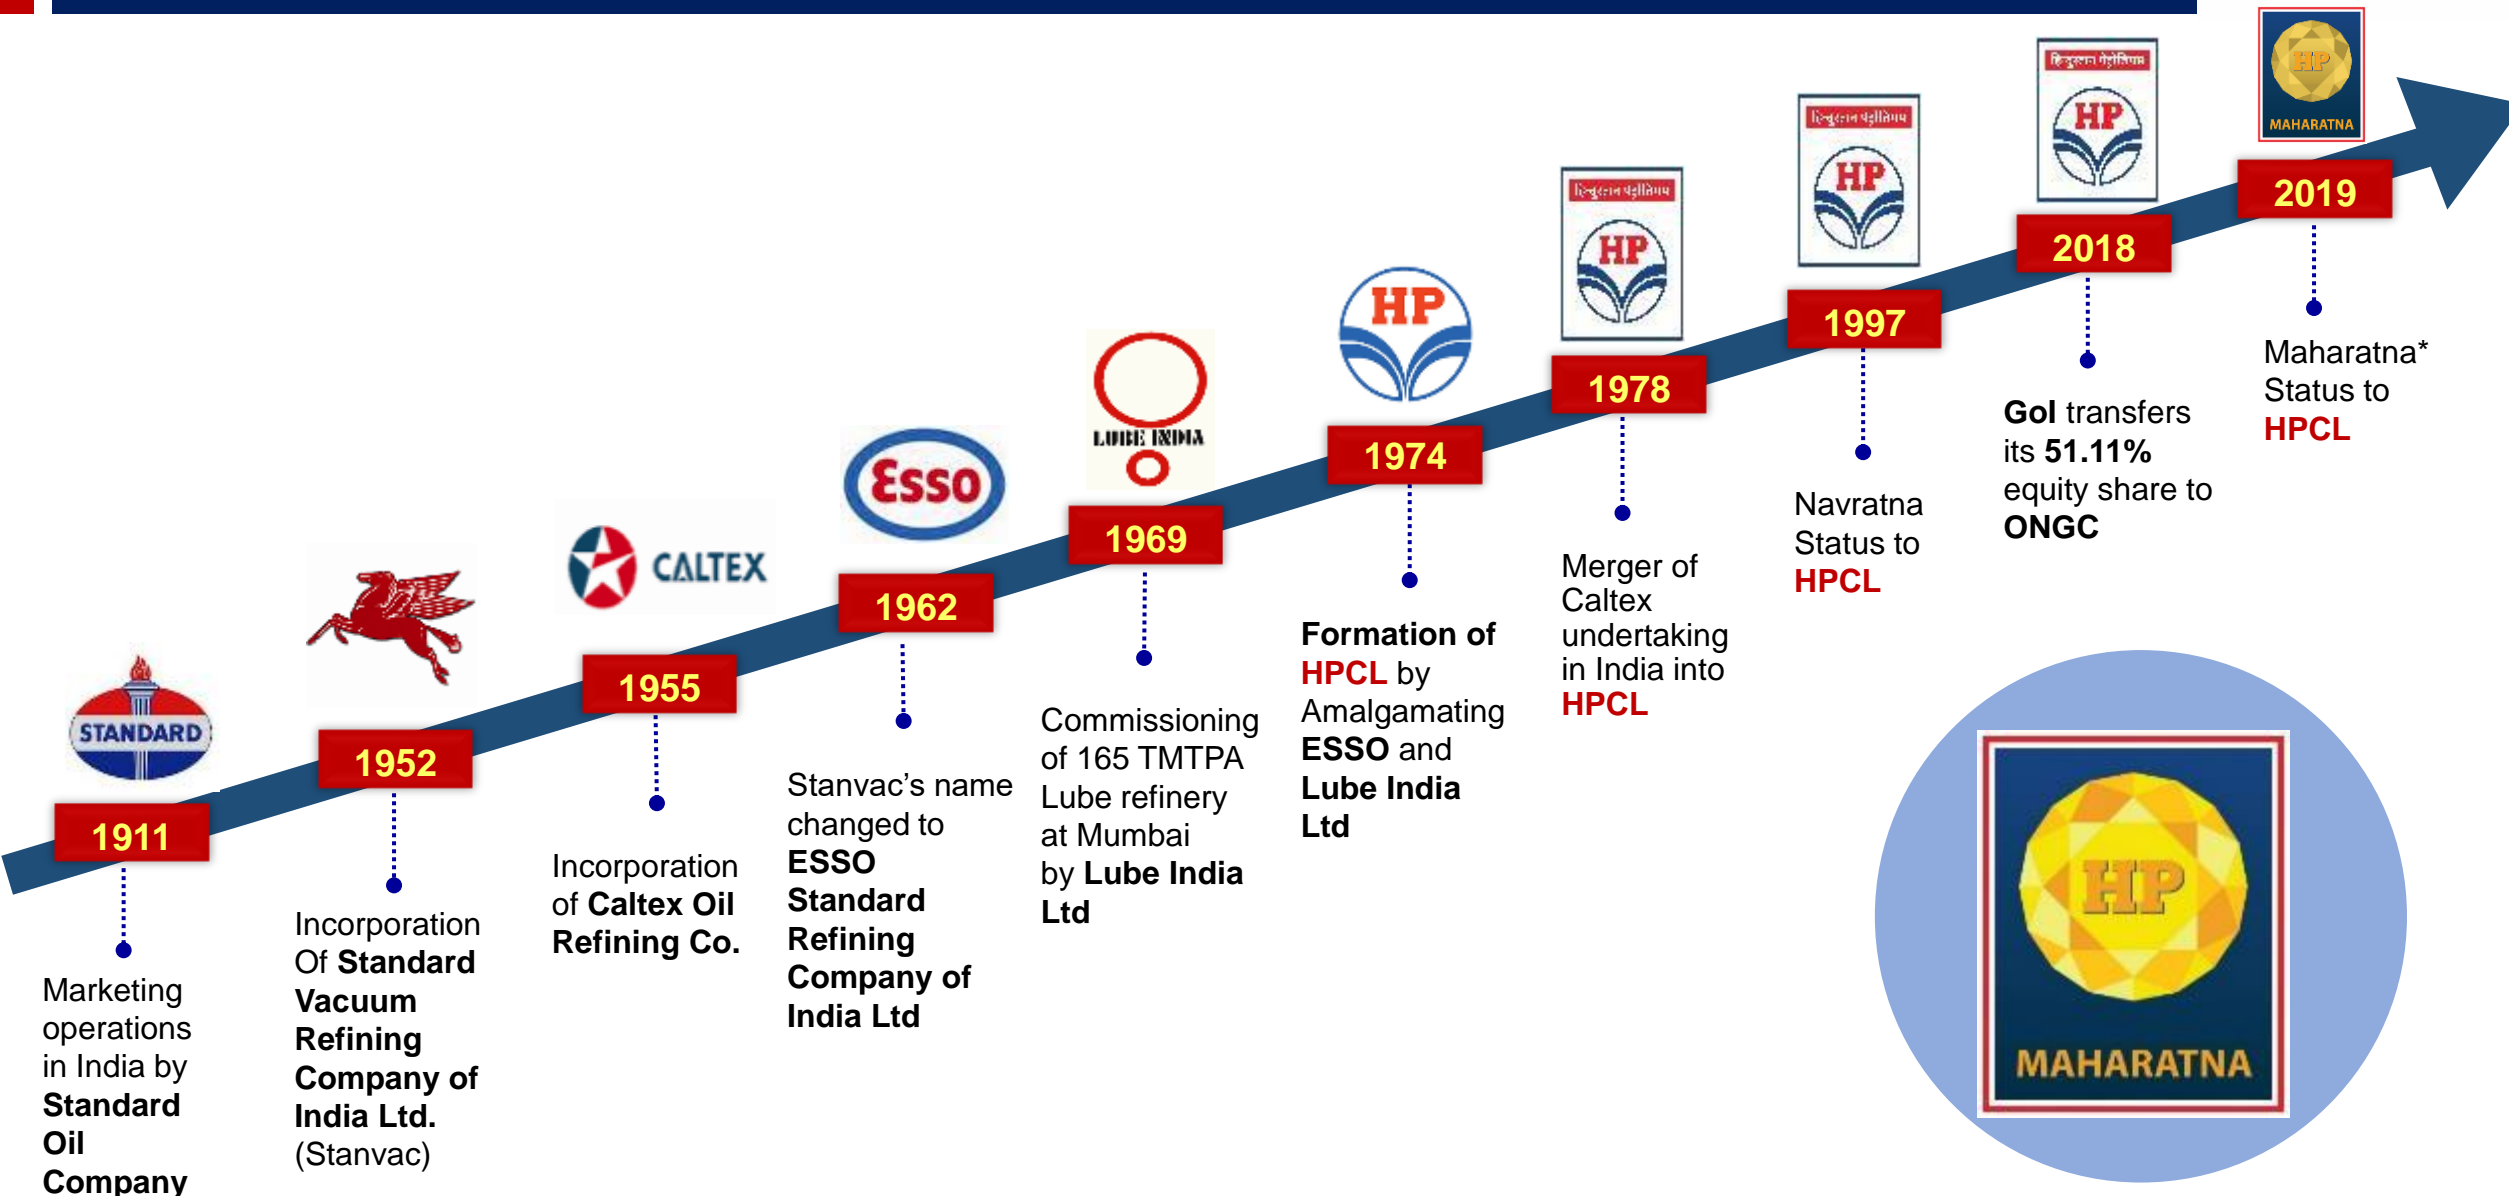 STANDARD
1911
Marketing
operations
in India by
Standard
Oil
Company
1952
Incorporation
Of Standard
Vacuum
Refining
Company of
India Ltd.
(Stanvac)
CALTEX
1955
Incorporation
of Caltex Oil
Refining Co.
Esso
1962
Stanvac’s name
changed to
ESSO
Standard
Refining
Company of
India Ltd
LUBE INDIA
1969
Commissioning
of 165 TMTPA
Lube refinery
at Mumbai
by Lube India
Ltd
HP
1974
Formation of
HPCL by
Amalgamating
ESSO and
Lube India
Ltd
हिन्दुस्तान पेट्रोलियम
HP
1978
Merger of
Caltex
undertaking
in India into
HPCL
हिन्दुस्तान पेट्रोलियम
HP
1997
Navratna
Status to
HPCL
हिन्दुस्तान पेट्रोलियम
HP
2018
GoI transfers
its 51.11%
equity share to
ONGC
HP
MAHARATNA
2019
Maharatna*
Status to
HPCL
HP
MAHARATNA